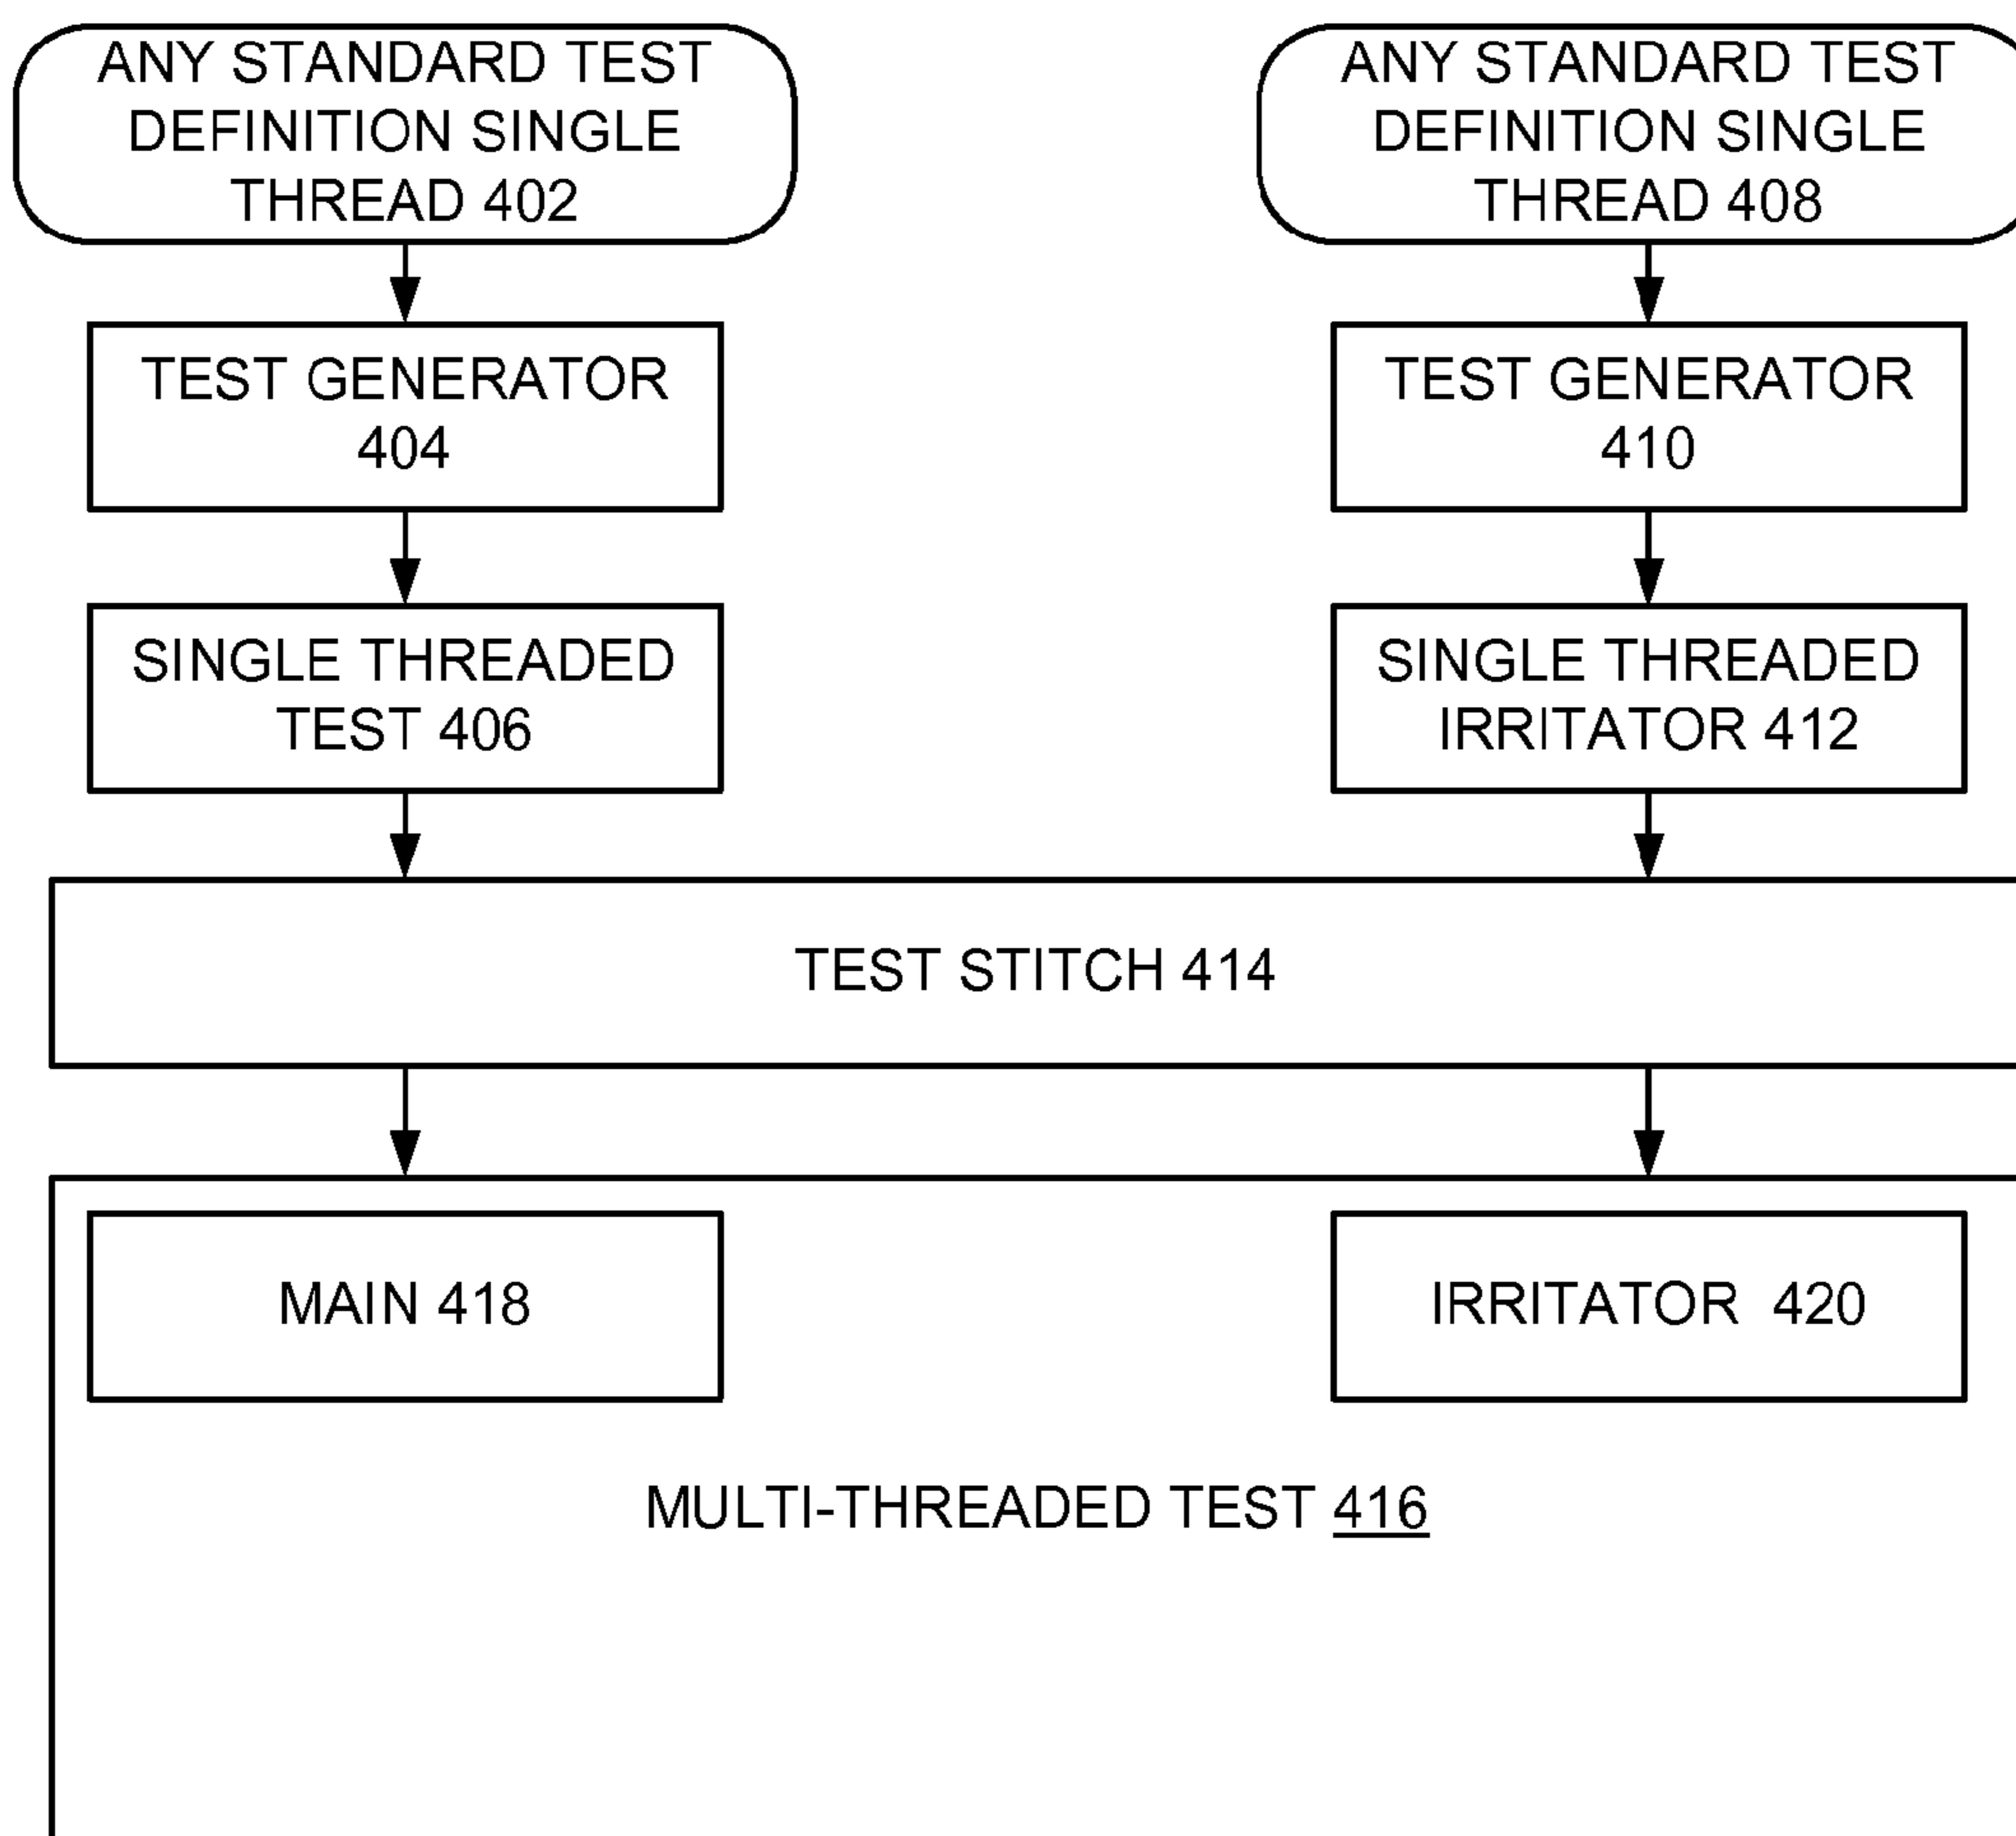 ANY STANDARD TEST
DEFINITION SINGLE
THREAD 402
TEST GENERATOR
404
SINGLE THREADED
TEST 406
ANY STANDARD TEST
DEFINITION SINGLE
THREAD 408
TEST GENERATOR
410
SINGLE THREADED
IRRITATOR 412
TEST STITCH 414
MAIN 418
IRRITATOR 420
MULTI-THREADED TEST 416